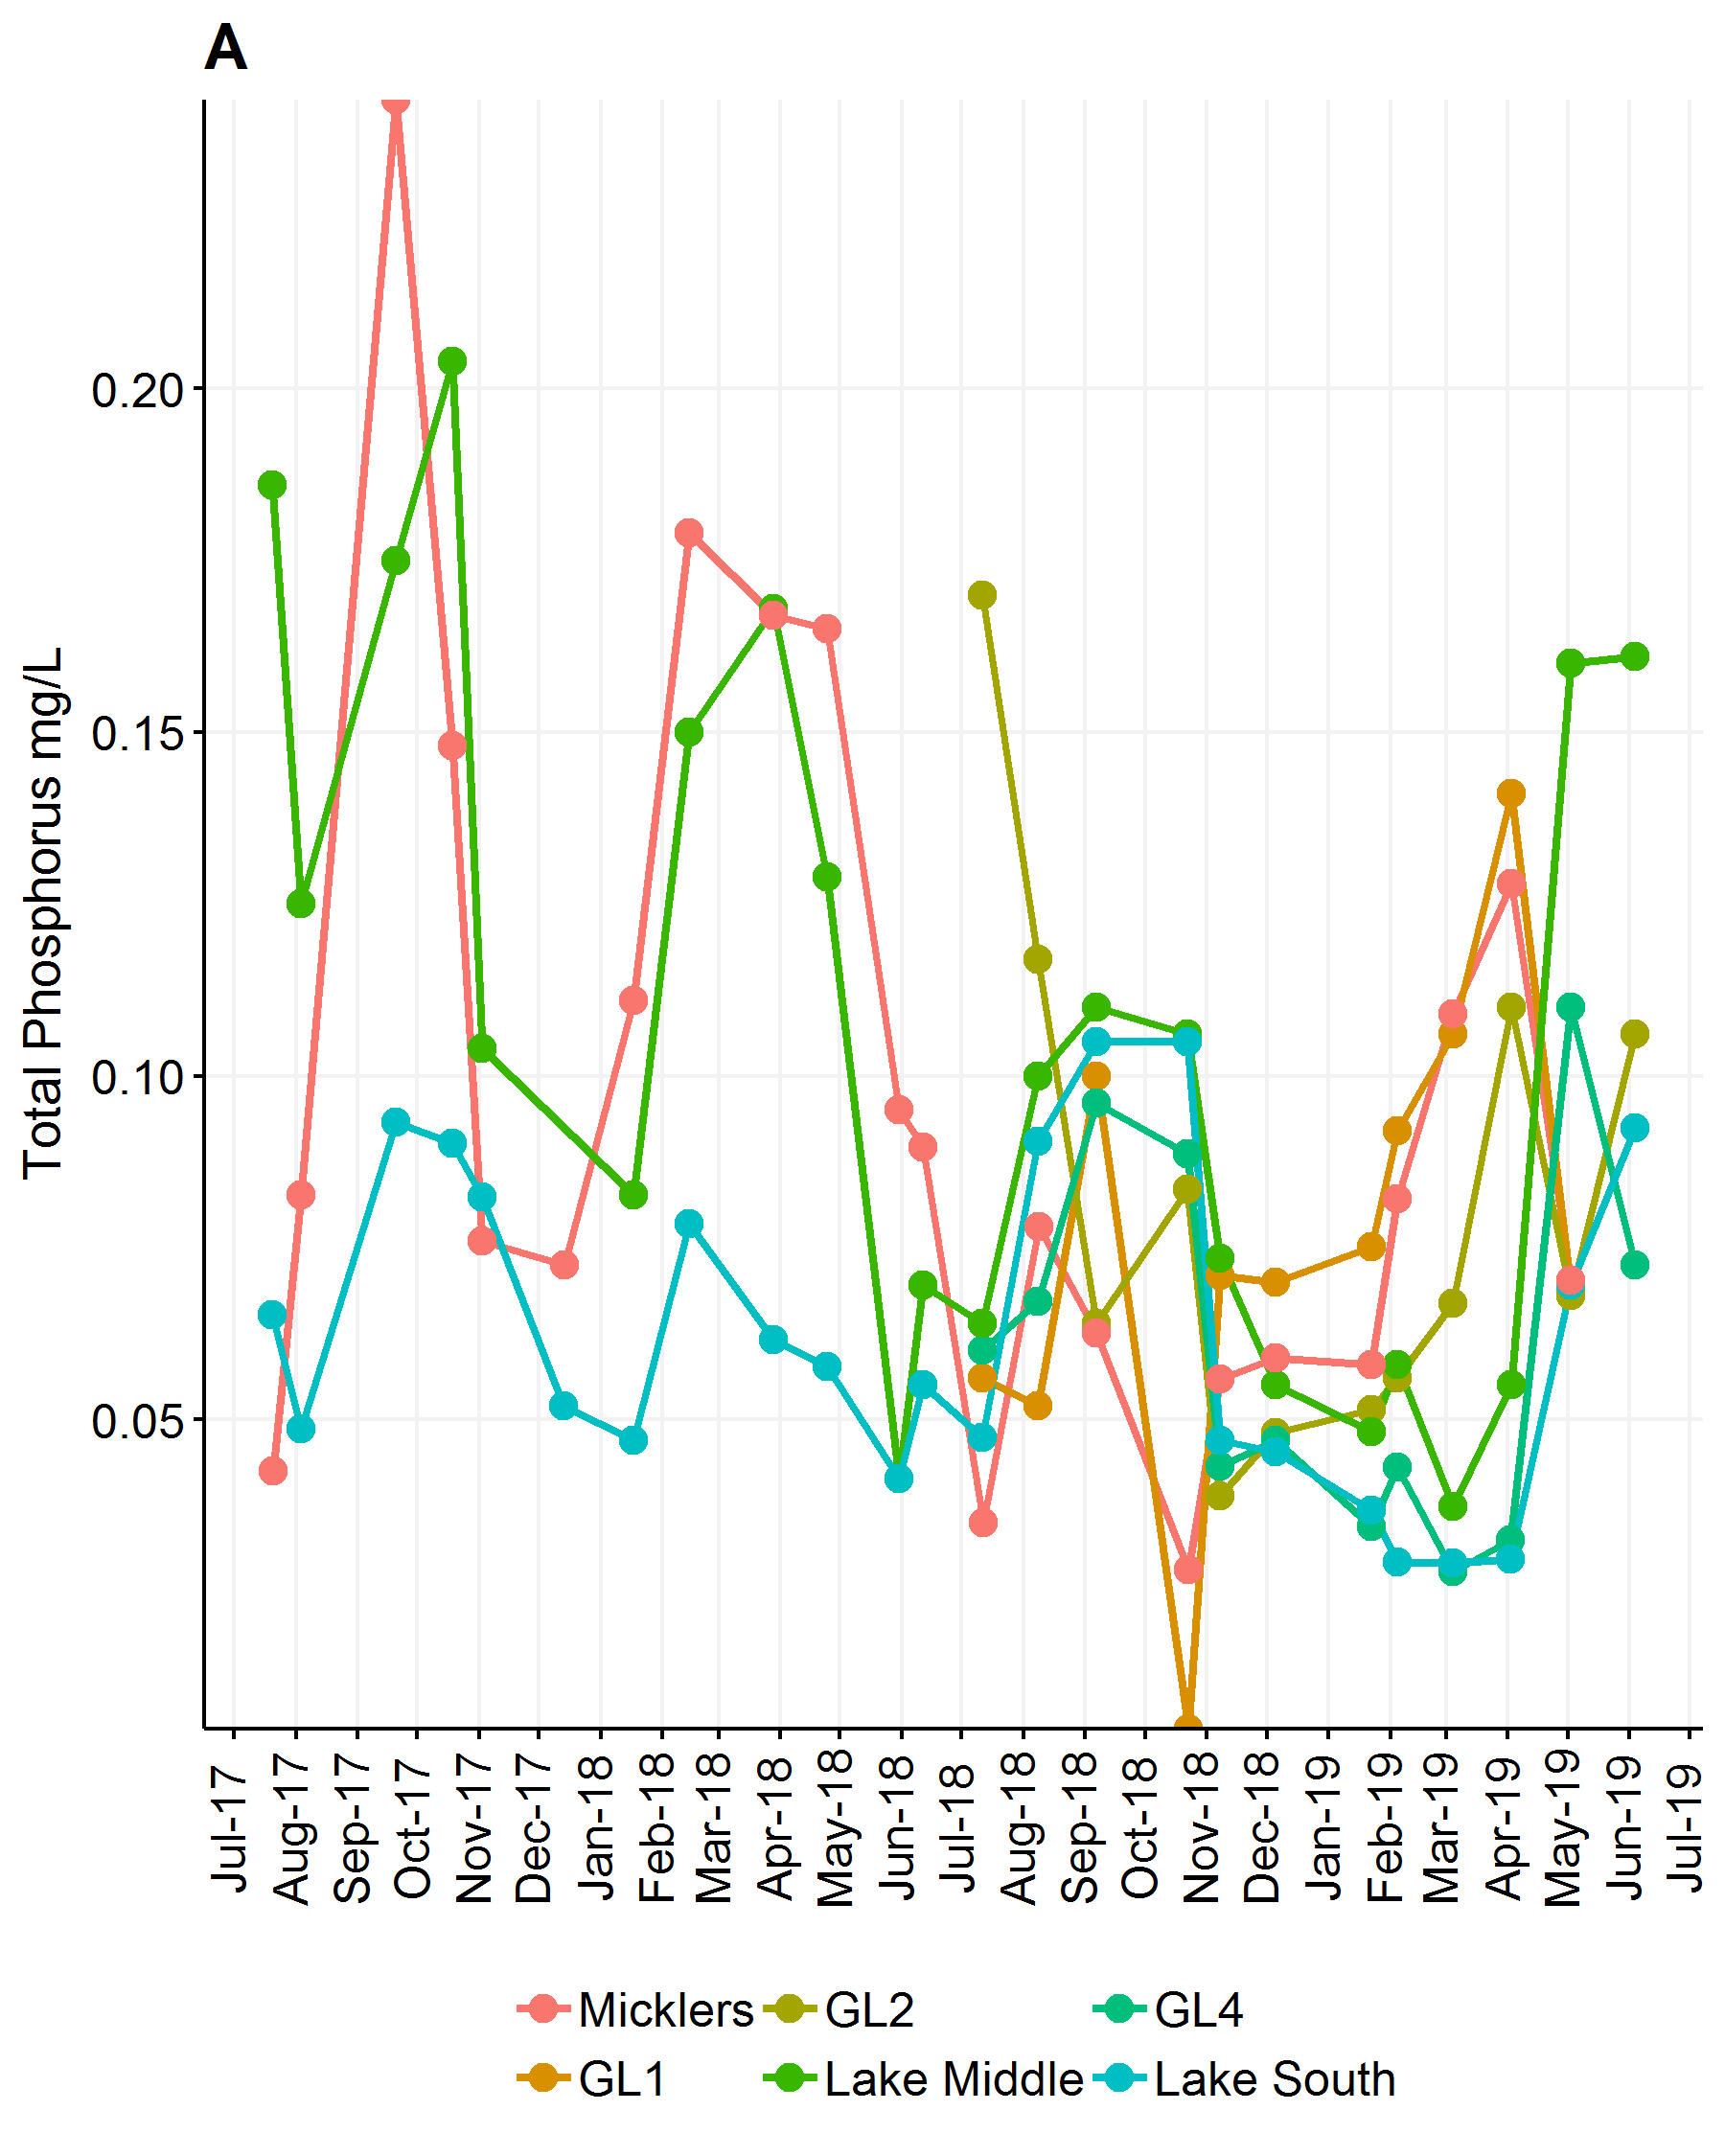 A
Total Phosphorus mg/L
0.20
0.15
0.10
0.05
Jul-17
Aug-17
Sep-17
Oct-17
Nov-17
Dec-17
Jan-18
Feb-18
Mar-18
Apr-18
May-18
Jun-18
Jul-18
Aug-18
Sep-18
Oct-18
Nov-18
Dec-18
Jan-19
Feb-19
Mar-19
Apr-19
May-19
Jun-19
Jul-19
Micklers GL2 GL4
GL1 Lake Middle Lake South